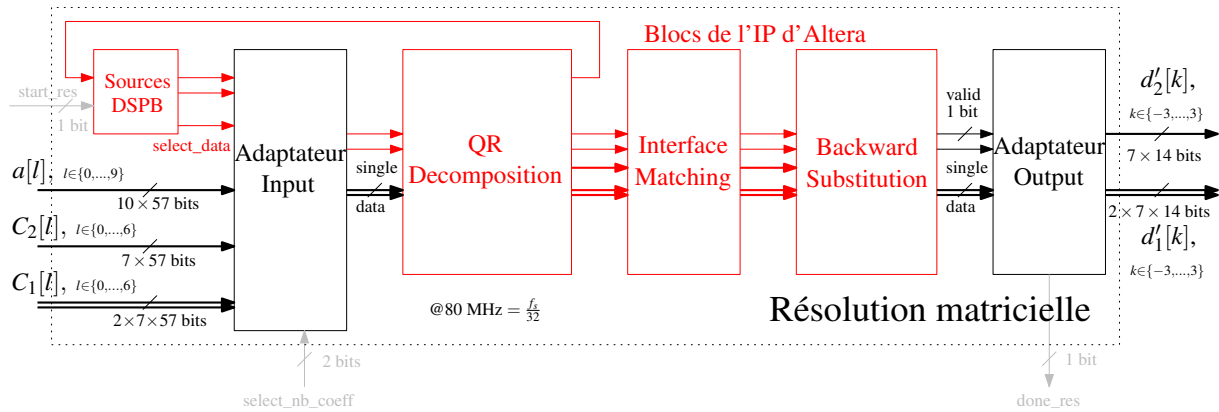 Blocs de l'IP d'Altera
start_res
1 bit
Sources
DSPB
select_data
a[l], l∈{0,...,9}
10×57 bits
C₂[l], l∈{0,...,6}
7×57 bits
C₁[l], l∈{0,...,6}
2×7×57 bits
Adaptateur
Input
2 bits
select_nb_coeff
single
data
QR
Decomposition
@80 MHz = f_s/32
Interface
Matching
Backward
Substitution
valid
1 bit
single
data
Adaptateur
Output
Résolution matricielle
1 bit
done_res
d′₂[k],
k∈{−3,...,3}
7×14 bits
2×7×14 bits
d′₁[k],
k∈{−3,...,3}